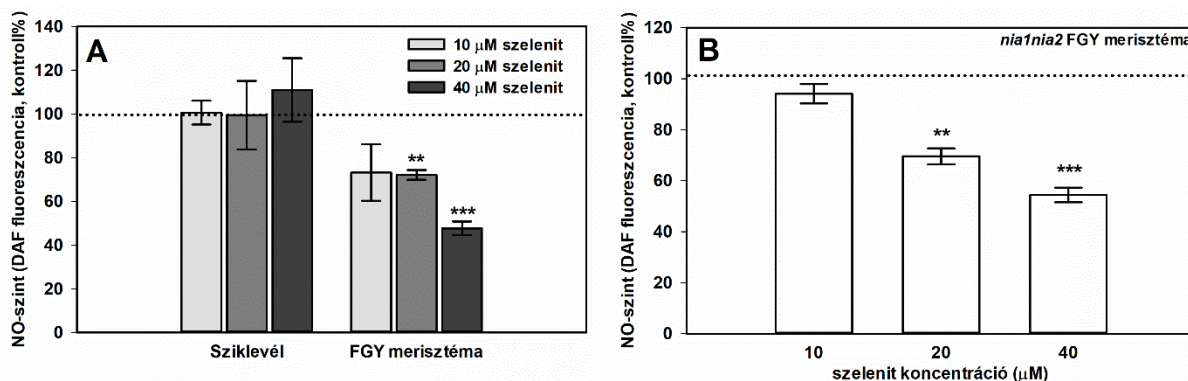 NO-szint (DAF fluoreszcencia, kontroll%)
140
120
100
80
60
40
20
0
A
10 µM szelenit
20 µM szelenit
40 µM szelenit
**
***
Sziklevél
FGY merisztéma
NO-szint (DAF fluoreszcencia, kontrol%)
120
100
80
60
40
20
0
B
nia1nia2 FGY merisztéma
**
***
10
20
40
szelenit koncentráció (µM)